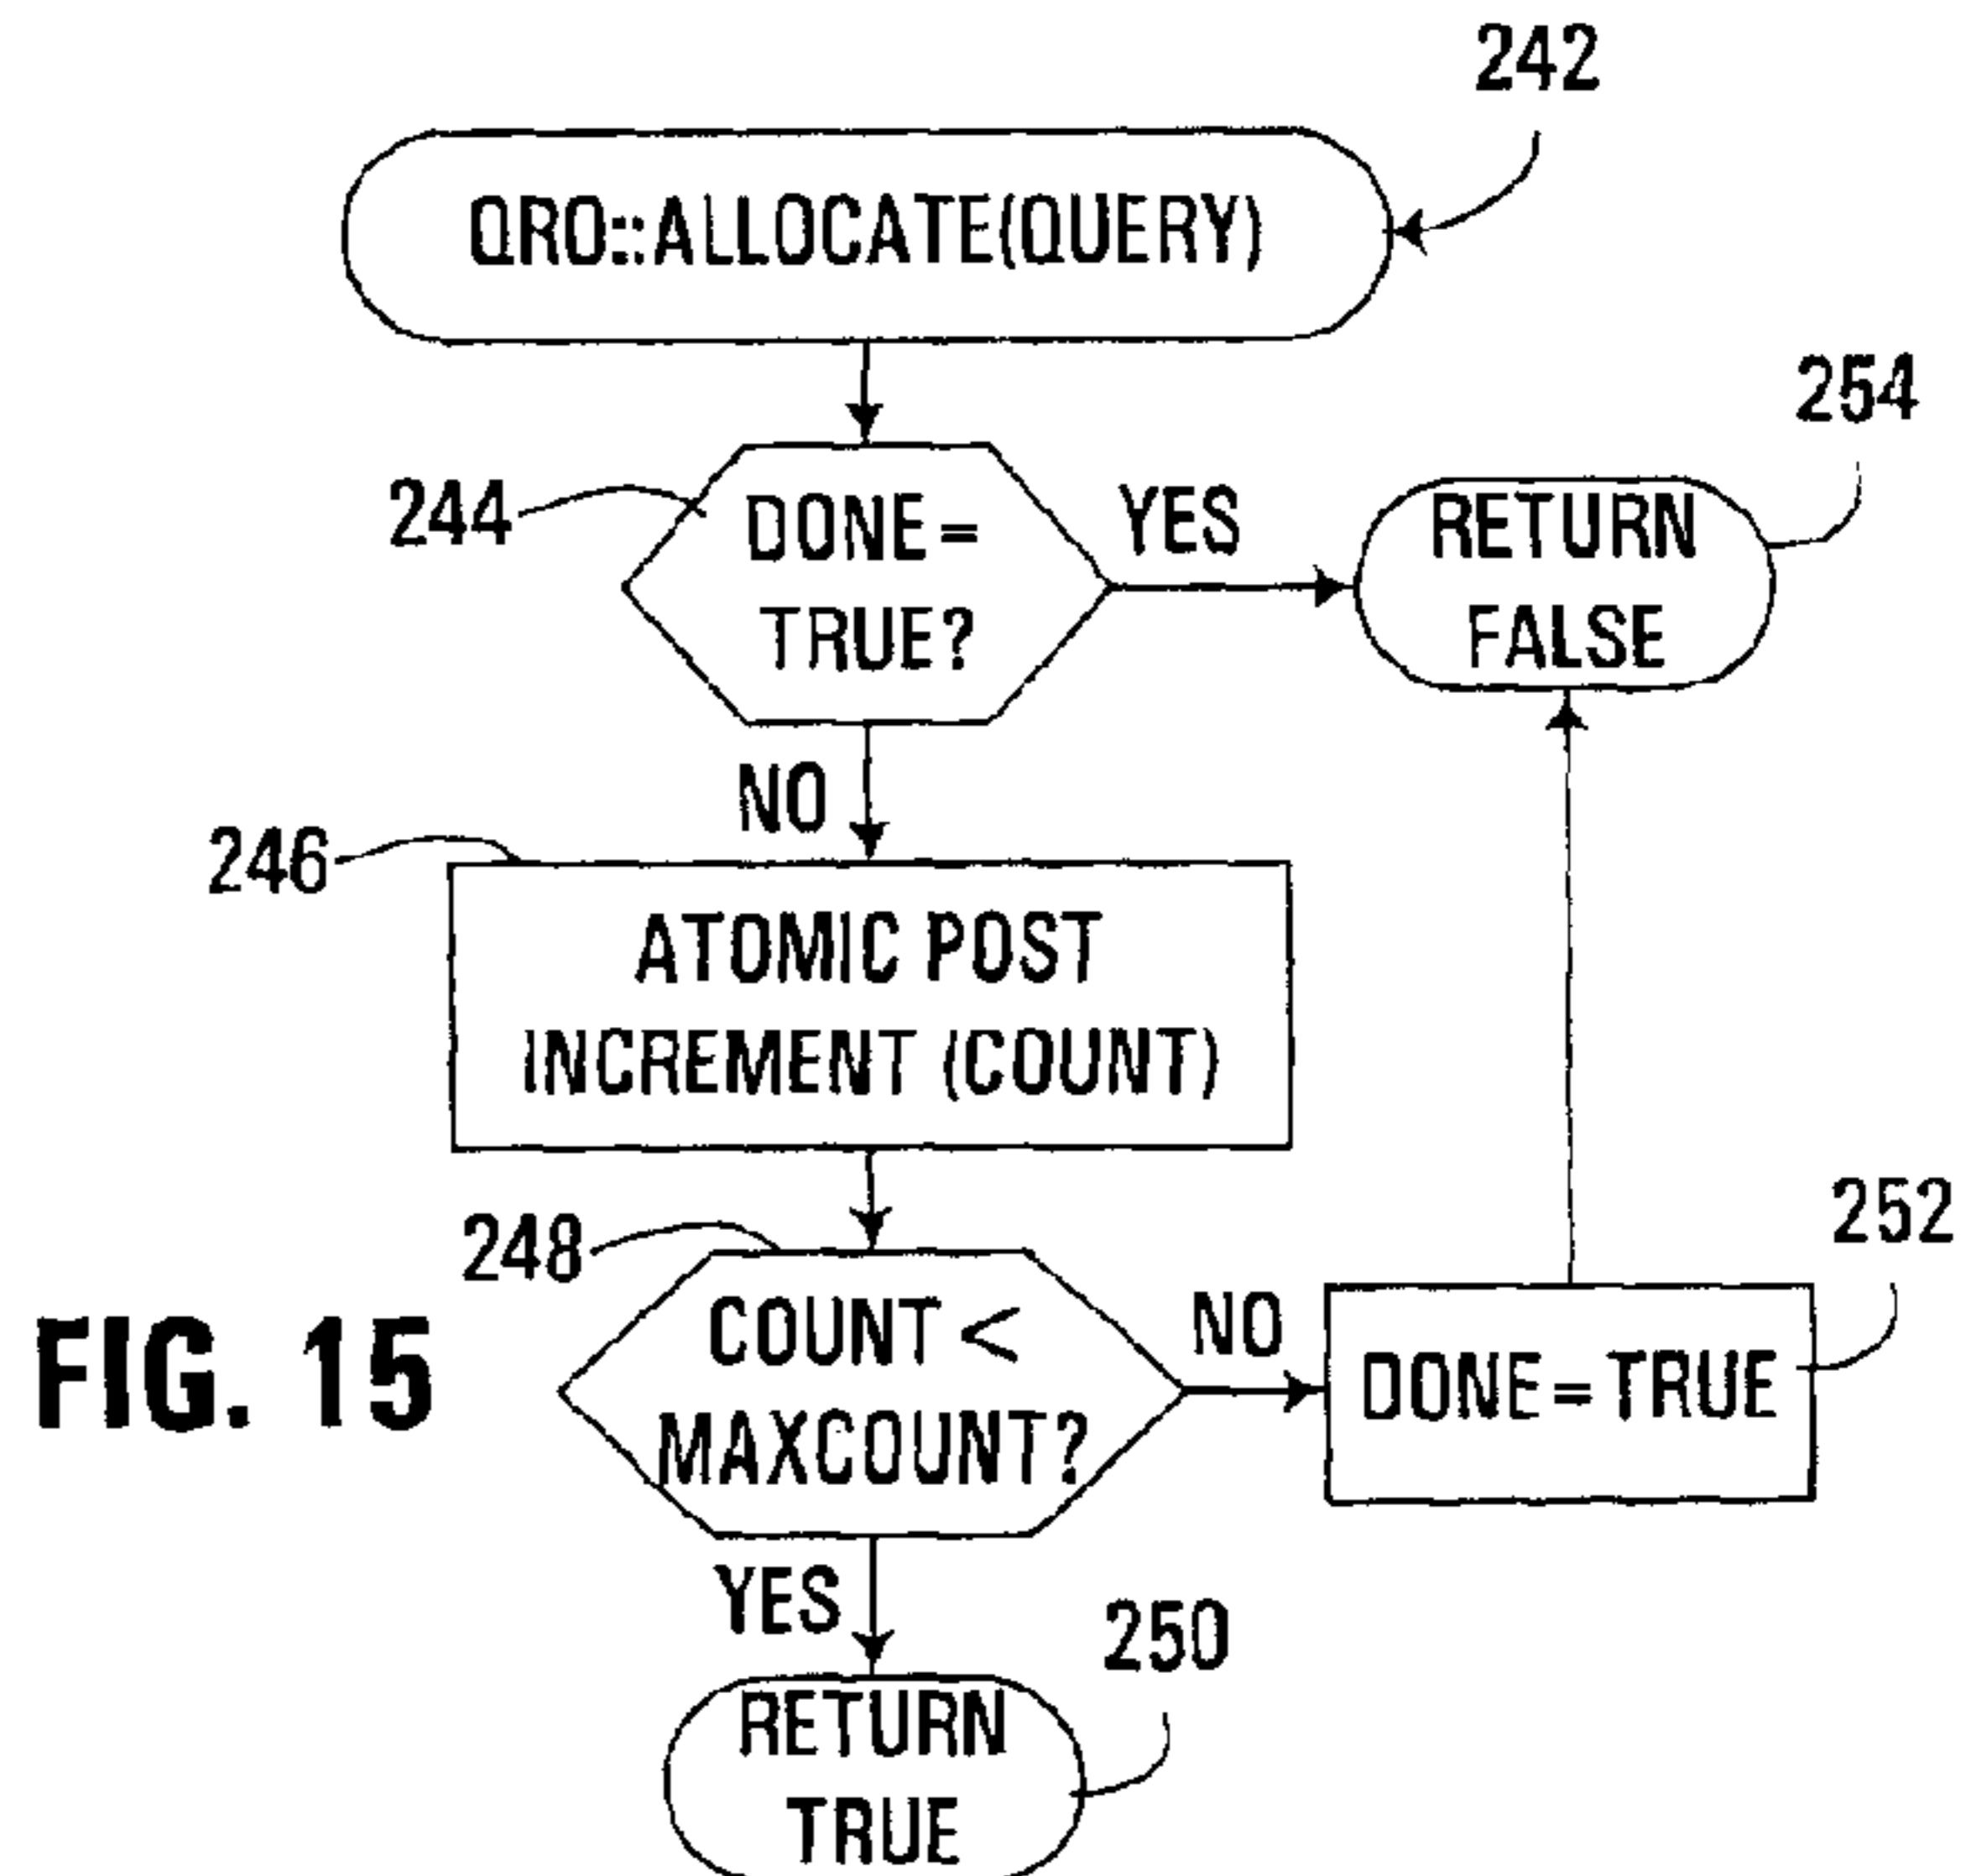 242
QRO::ALLOCATE(QUERY)
254
244
DONE=
TRUE?
YES
RETURN
FALSE
NO
246
ATOMIC POST
INCREMENT (COUNT)
248
COUNT <
MAXCOUNT?
NO
252
DONE=TRUE
FIG. 15
YES
250
RETURN
TRUE